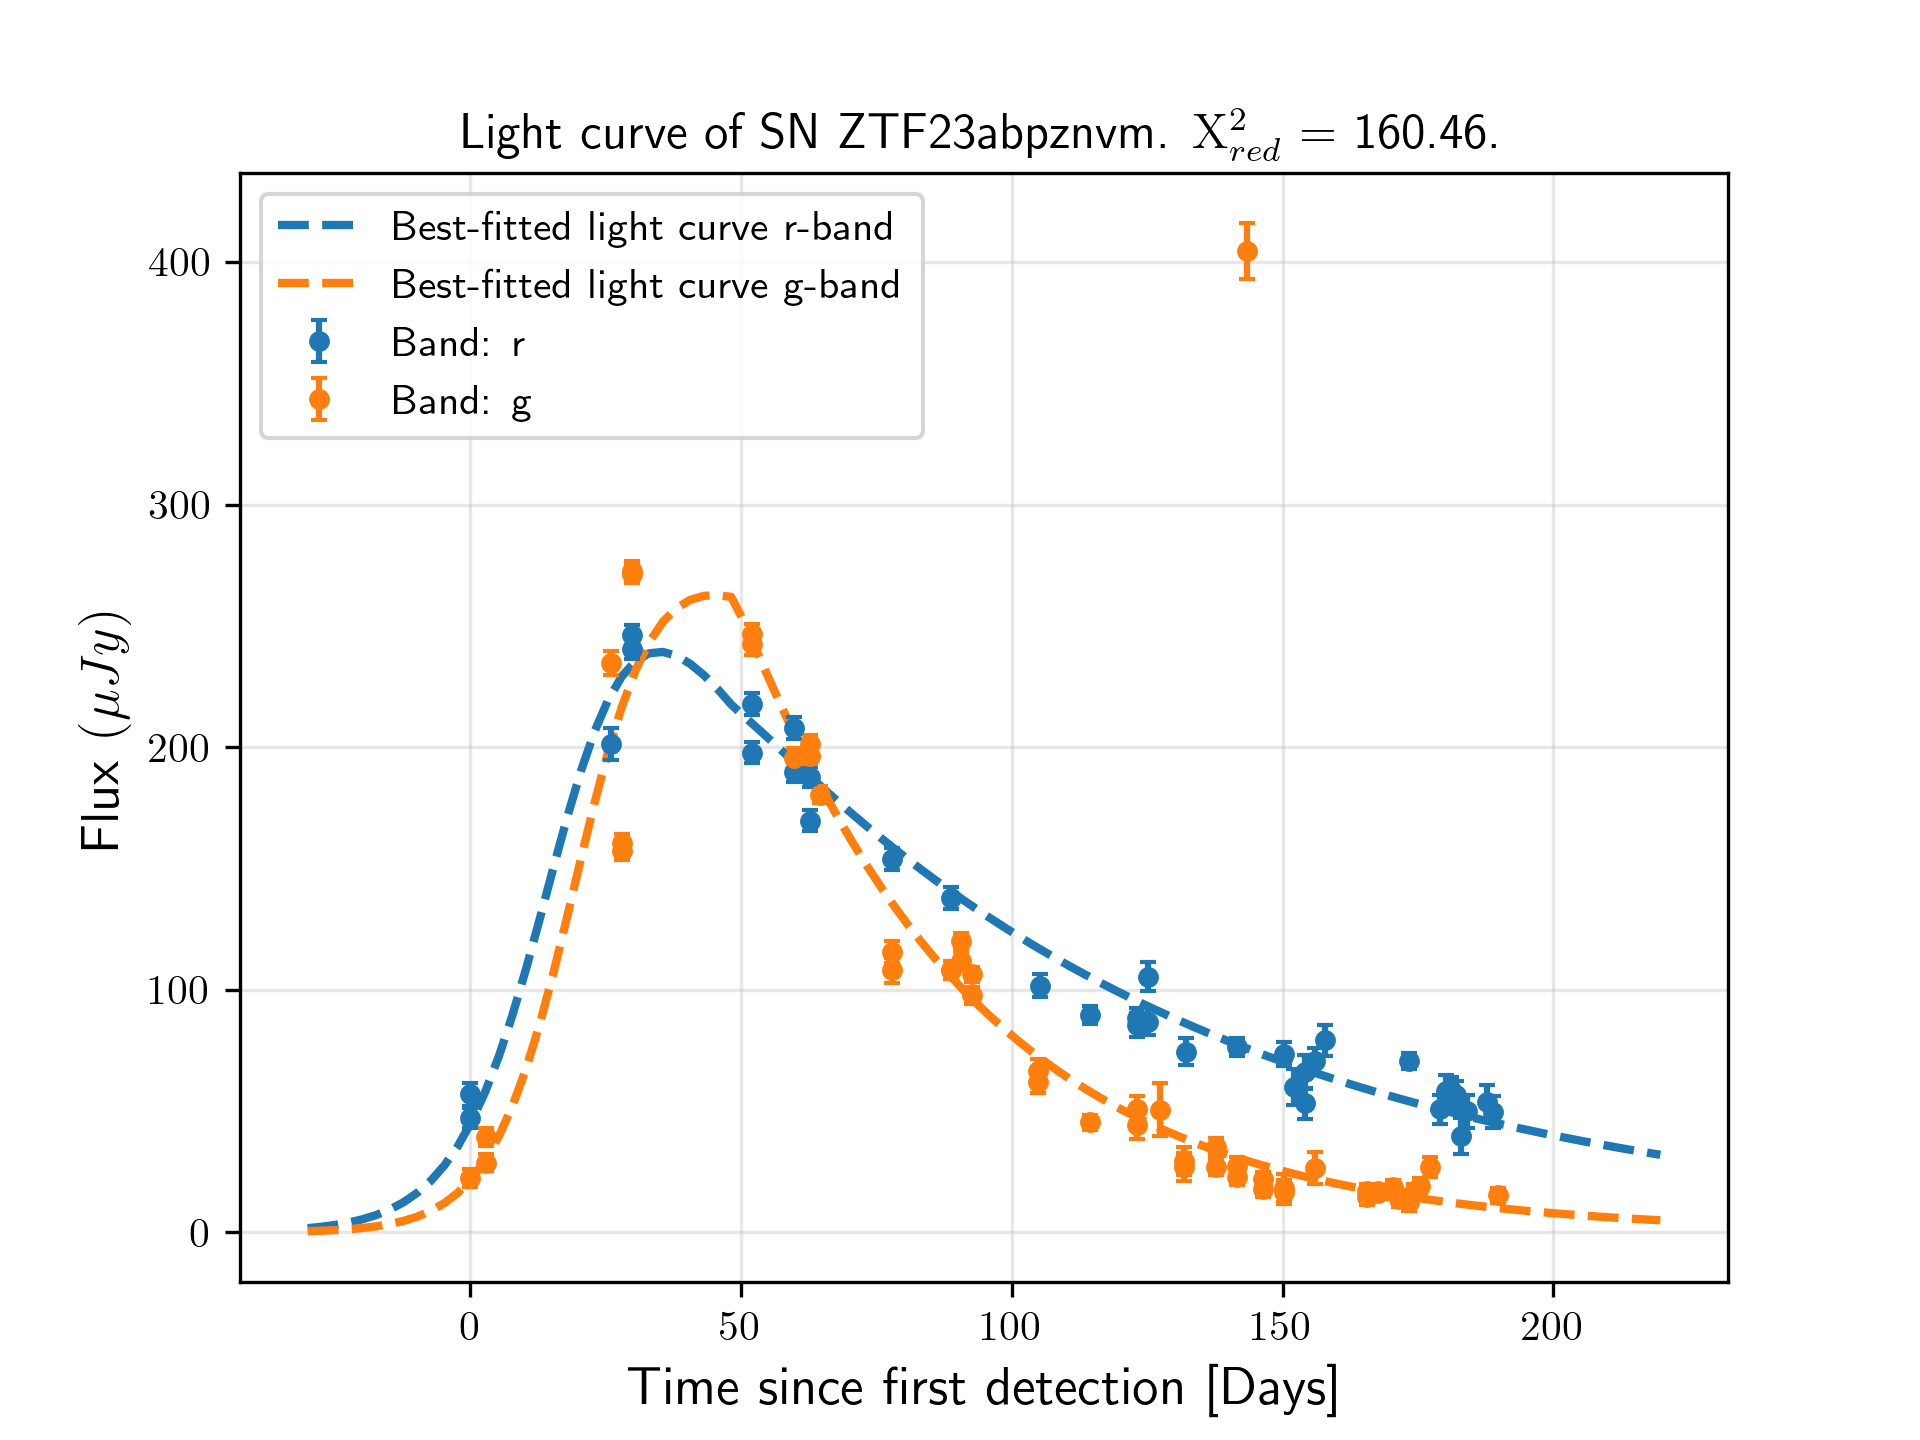 Light curve of SN ZTF23abpznvm. X²_red = 160.46.
Best-fitted light curve r-band
Best-fitted light curve g-band
Band: r
Band: g
400
300
200
100
0
Flux (μJy)
0 50 100 150 200
Time since first detection [Days]